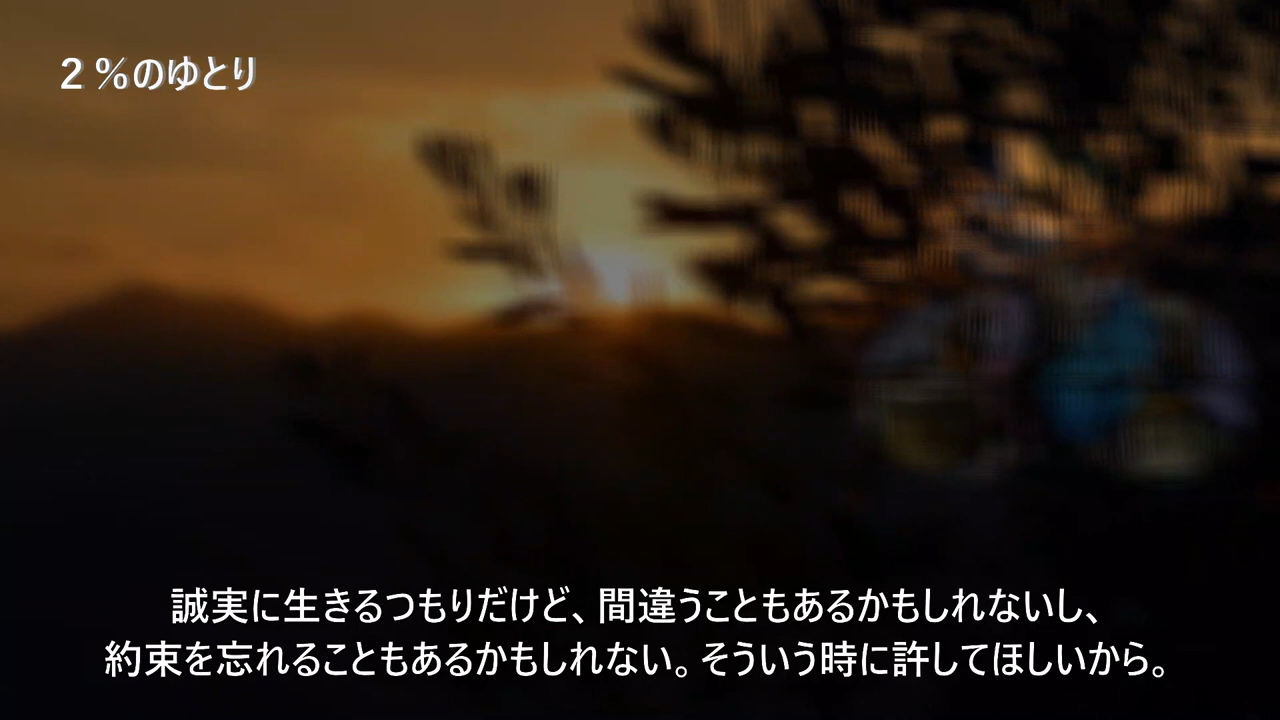 ２％のゆとり
誠実に生きるつもりだけど、間違うこともあるかもしれないし、
約束を忘れることもあるかもしれない。そういう時に許してほしいから。